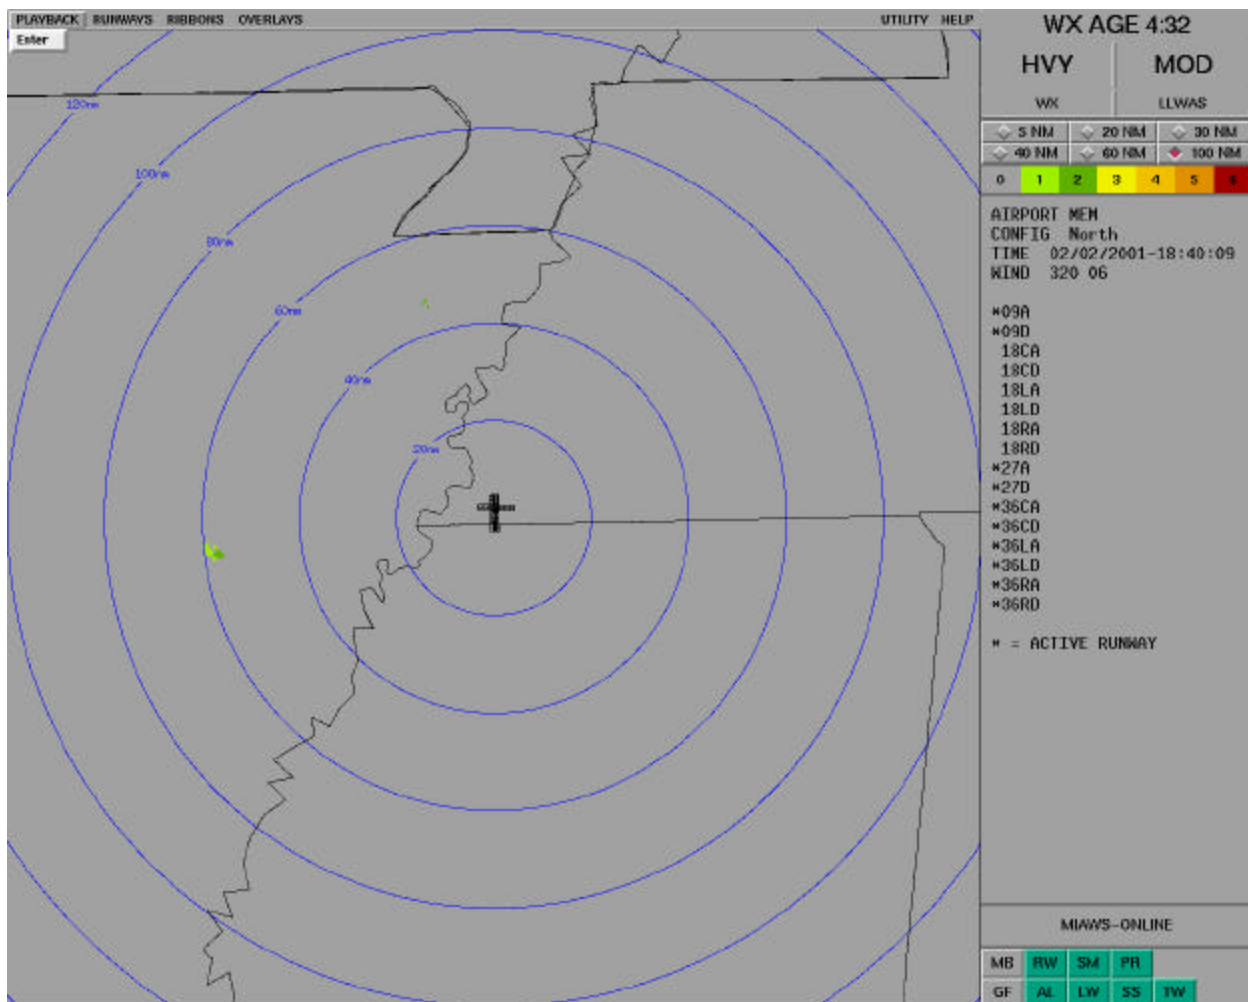 PLAYBACK RUNWAYS RIBBONS OVERLAYS UTILITY HELP
Enter
120nm
100nm
80nm
60nm
40nm
20nm
WX AGE 4:32
HVY MOD
WX LLWAS
5 NM 20 NM 30 NM
40 NM 60 NM 100 NM
0 1 2 3 4 5 6
AIRPORT MEM
CONFIG North
TIME 02/02/2001-18:40:09
WIND 320 06
*09A
*09D
18CA
18CD
18LA
18LD
18RA
18RD
*27A
*27D
*36CA
*36CD
*36LA
*36LD
*36RA
*36RD
* = ACTIVE RUNWAY
MIAWS-ONLINE
MB RW SM PR
GF AL LW SS TW